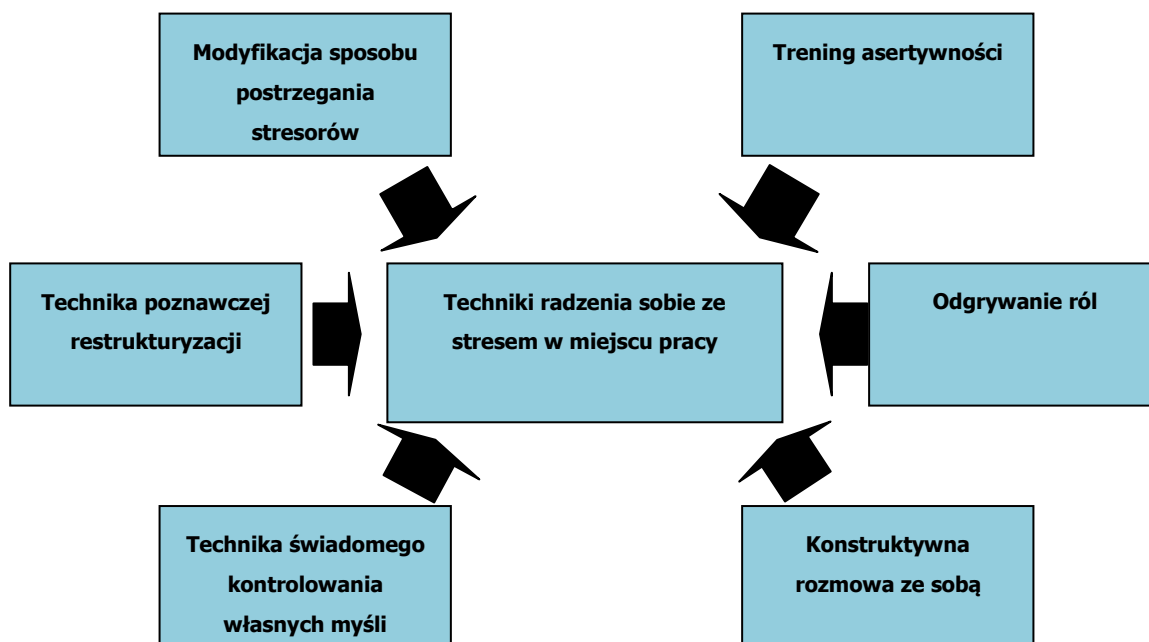 Modyfikacja sposobu
postrzegania
stresorów
Trening asertywności
Technika poznawczej
restrukturyzacji
Techniki radzenia sobie ze
stresem w miejscu pracy
Odgrywanie ról
Technika świadomego
kontrolowania
własnych myśli
Konstruktywna
rozmowa ze sobą